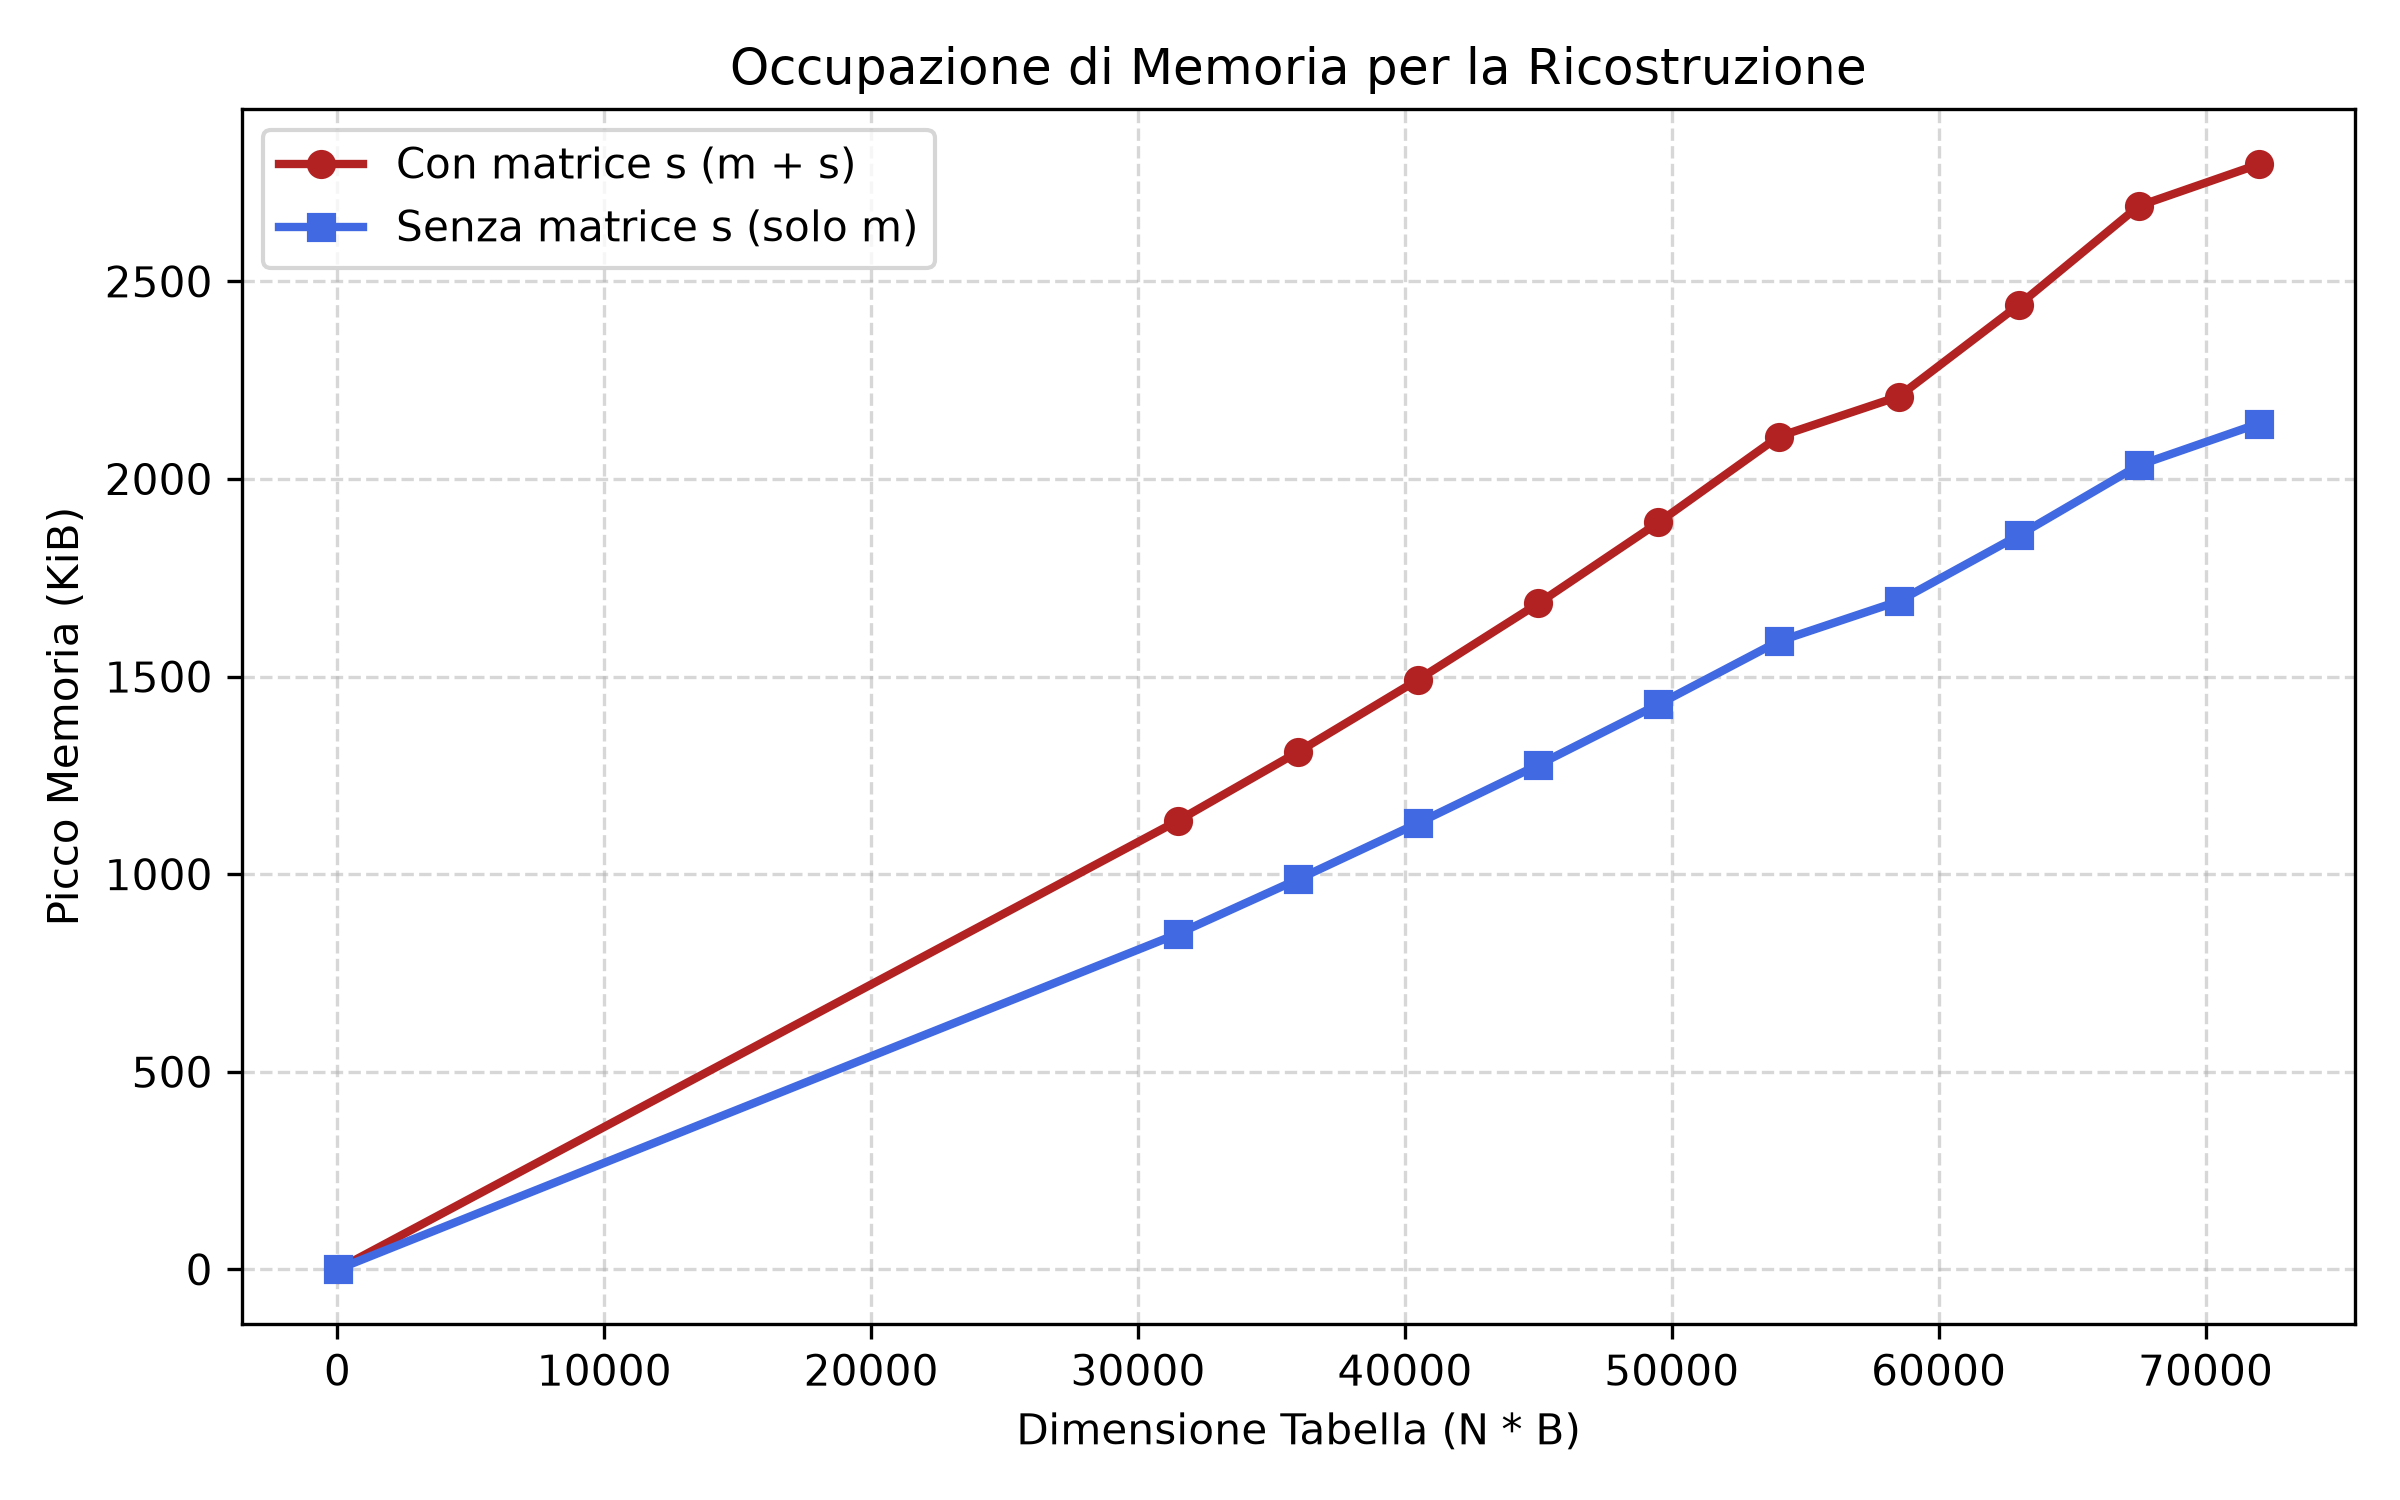 Occupazione di Memoria per la Ricostruzione
Con matrice s (m + s)
Senza matrice s (solo m)
Picco Memoria (KiB)
2500
2000
1500
1000
500
0
0 10000 20000 30000 40000 50000 60000 70000
Dimensione Tabella (N * B)